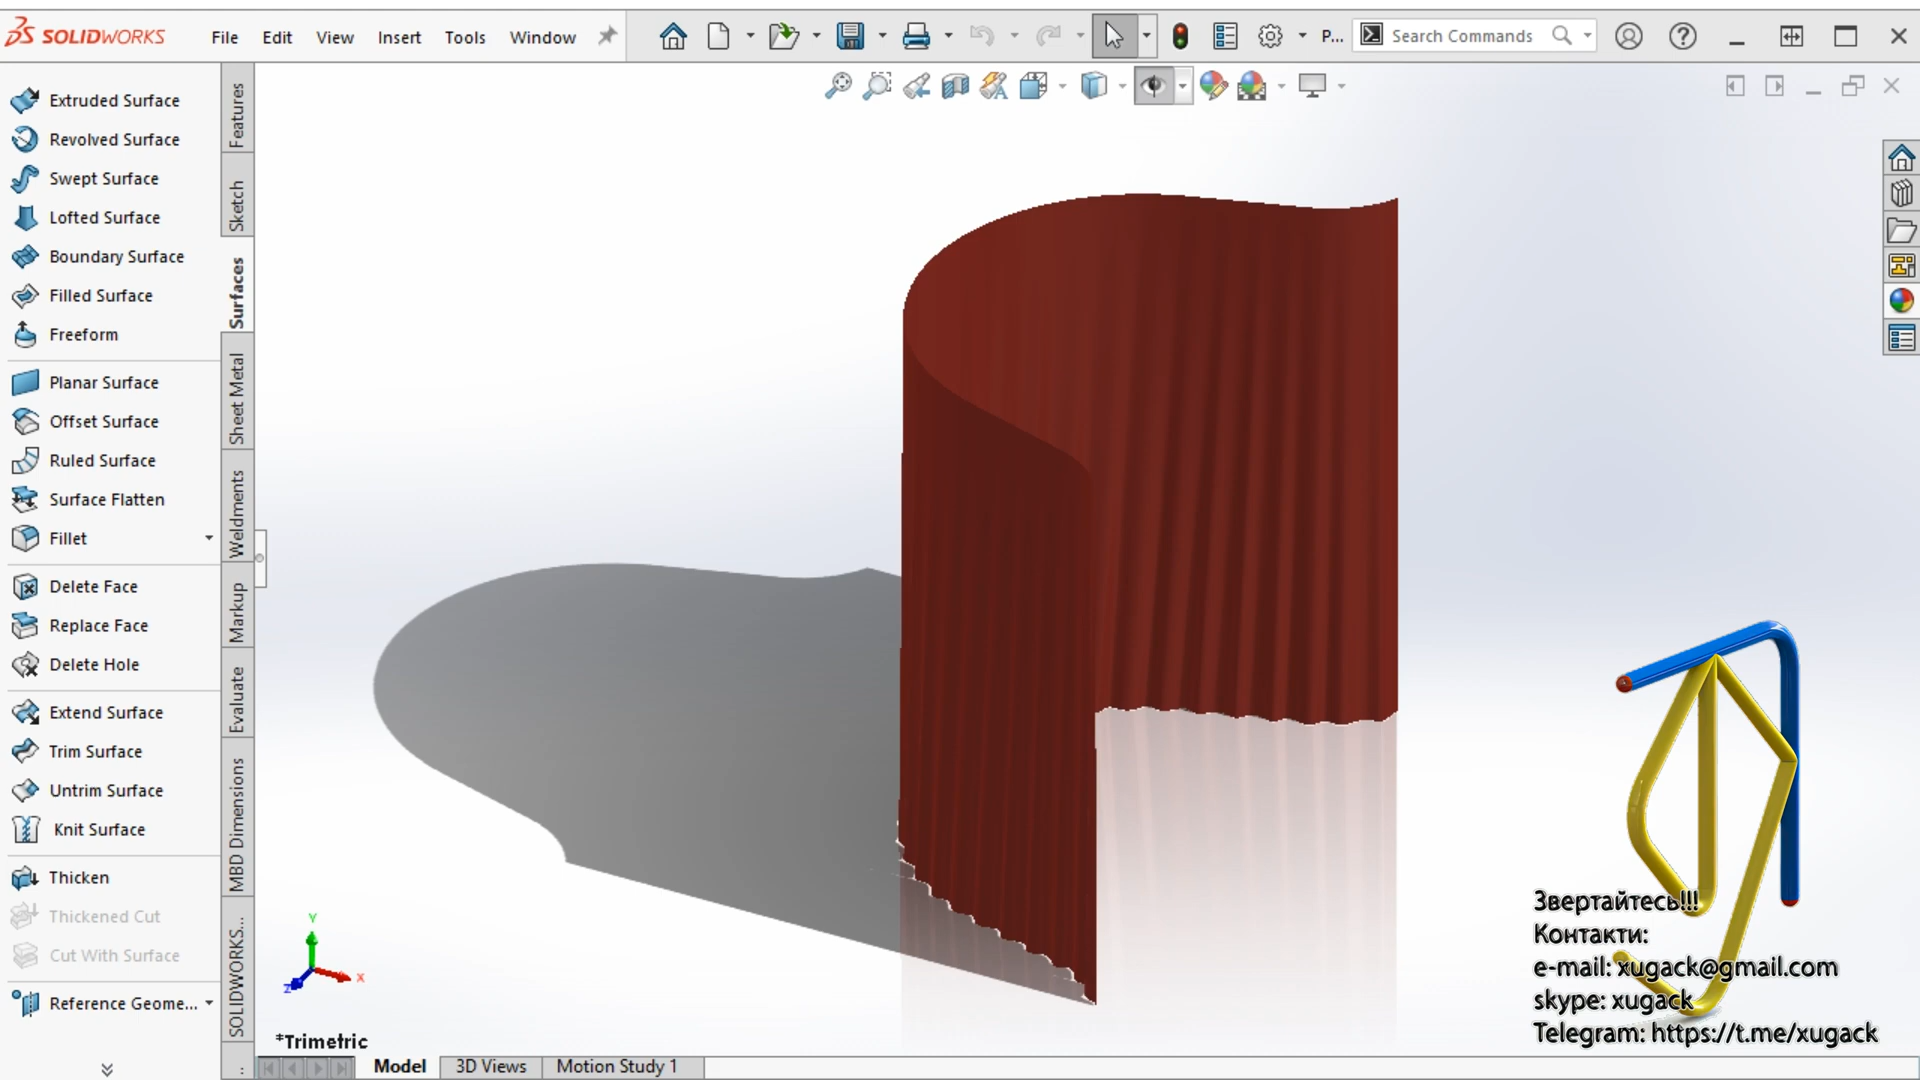 SOLIDWORKS File Edit View Insert Tools Window P... Search Commands
Extruded Surface
Revolved Surface
Swept Surface
Lofted Surface
Boundary Surface
Filled Surface
Freeform
Planar Surface
Offset Surface
Ruled Surface
Surface Flatten
Fillet
Delete Face
Replace Face
Delete Hole
Extend Surface
Trim Surface
Untrim Surface
Knit Surface
Thicken
Thickened Cut
Cut With Surface
Reference Geome...
Features
Sketch
Surfaces
Sheet Metal
Weldments
Markup
Evaluate
MBD Dimensions
SOLIDWORKS...
Y
X
Z
*Trimetric
Model 3D Views Motion Study 1
Звертайтесь!!!
Контакти:
e-mail: xugack@gmail.com
skype: xugack
Telegram: https://t.me/xugack